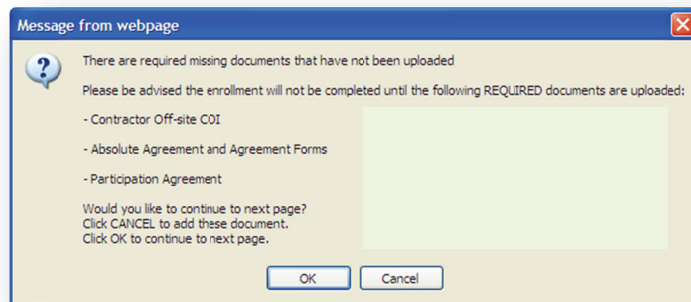 Message from webpage
There are required missing documents that have not been uploaded
Please be advised the enrollment will not be completed until the following REQUIRED documents are uploaded:
- Contractor Off-site COI
- Absolute Agreement and Agreement Forms
- Participation Agreement
Would you like to continue to next page?
Click CANCEL to add these document.
Click OK to continue to next page.
OK
Cancel